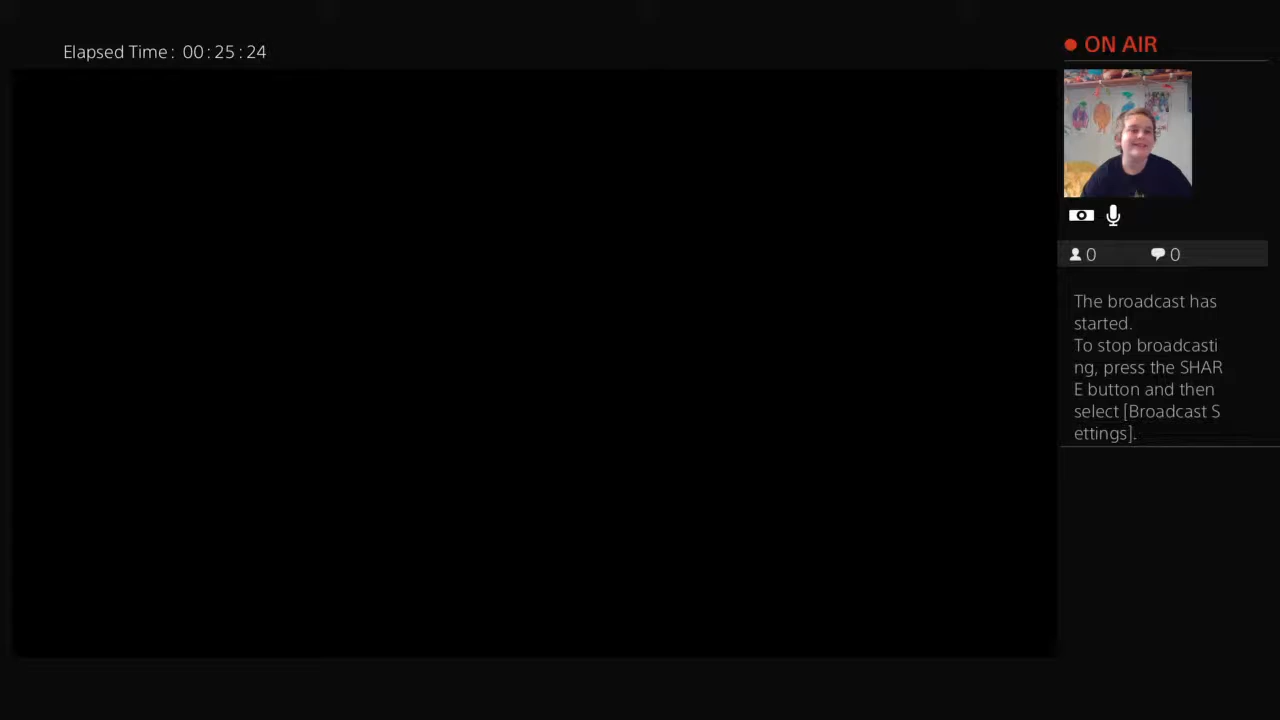 Elapsed Time: 00:25:24
ON AIR
0 0
The broadcast has
started.
To stop broadcasti
ng, press the SHAR
E button and then
select [Broadcast S
ettings].